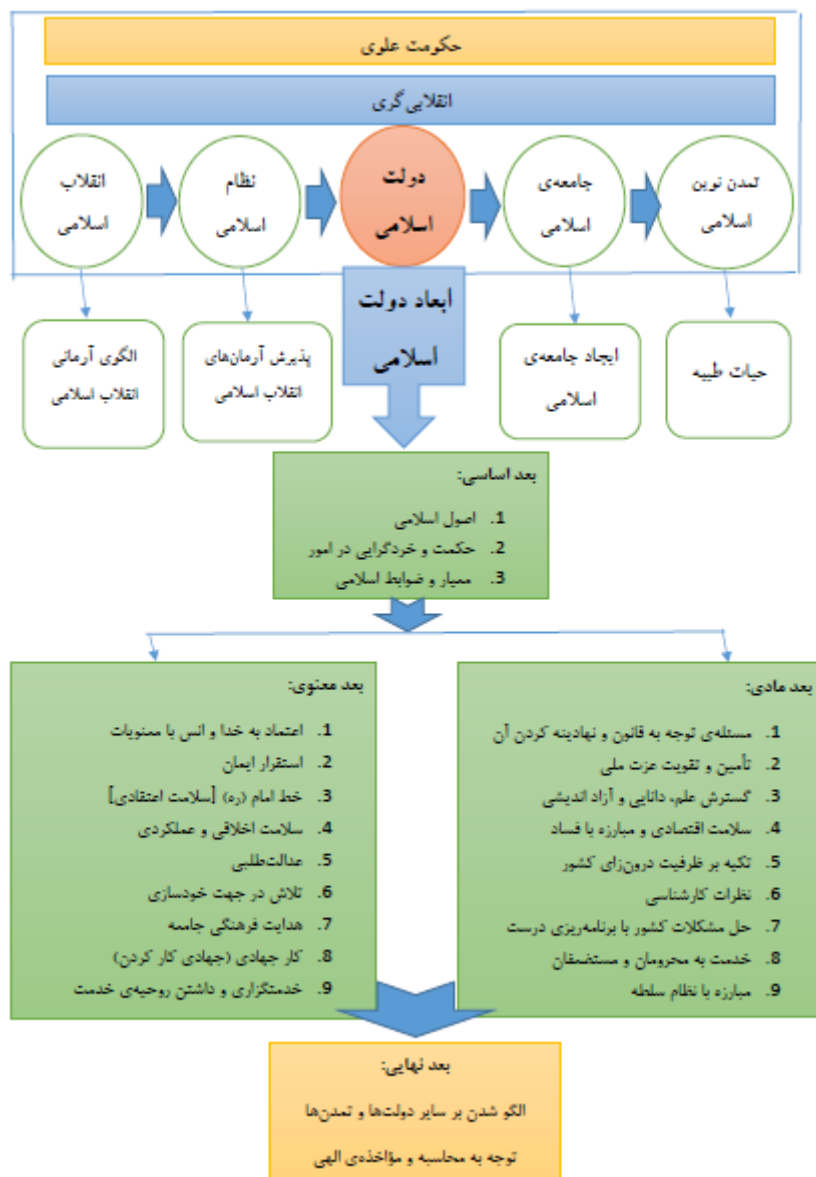 حکومت علوی
انقلابی‌گری
انقلاب
اسلامی
نظام
اسلامی
دولت
اسلامی
جامعه‌ی
اسلامی
تمدن نوین
اسلامی
الگوی آرمانی
انقلاب اسلامی
پذیرش آرمان‌های
انقلاب اسلامی
أبعاد دولت
اسلامی
ایجاد جامعه‌ی
اسلامی
حیات طیبه
بعد اساسی:
1. اصول اسلامی
2. حکمت و خردگرایی در امور
3. معیار و ضوابط اسلامی
بعد مادی:
1. مسئله‌ی توجه به قانون و نهادینه کردن آن
2. تأمین و تقویت عزت ملی
3. گسترش علم، دانایی و آزاد اندیشی
4. سلامت اقتصادی و مبارزه با فساد
5. تکیه بر ظرفیت درون‌زای کشور
6. نظرات کارشناسی
7. حل مشکلات کشور با برنامه‌ریزی درست
8. خدمت به محرومان و مستضعفان
9. مبارزه با نظام سلطه
بعد معنوی:
1. اعتماد به خدا و انس با معنویات
2. استقرار ایمان
3. خط امام (ره) [سلامت اعتقادی]
4. سلامت اخلاقی و عملکردی
5. عدالت‌طلبی
6. تلاش در جهت خودسازی
7. هدایت فرهنگی جامعه
8. کار جهادی (جهادی کار کردن)
9. خدمتگزاری و داشتن روحیه‌ی خدمت
بعد نهایی:
الگو شدن بر سایر دولت‌ها و تمدن‌ها
توجه به محاسبه و مؤاخذه‌ی الهی